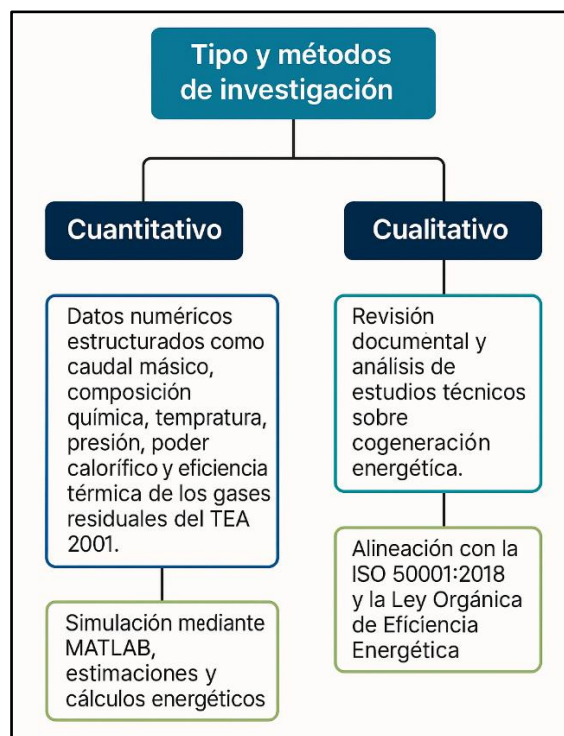 Tipo y métodos
de investigación
Cuantitativo
Datos numéricos
estructurados como
caudal másico,
composición
química, tempratura,
presión, poder
calorífico y eficiencia
térmica de los gases
residuales del TEA
2001.
Simulación mediante
MATLAB,
estimaciones y
cálculos energéticos
Cualitativo
Revisión
documental y
análisis de
estudios técnicos
sobre
cogeneración
energética.
Alineación con la
ISO 50001:2018
y la Ley Orgánica
de Eficiencia
Energética